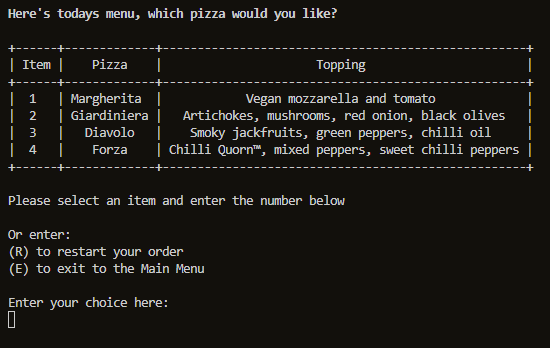 Here's todays menu, which pizza would you like?
+------+------------+-------------------------------------------------+
| Item | Pizza | Topping |
+------+------------+-------------------------------------------------+
| 1 | Margherita | Vegan mozzarella and tomato |
| 2 | Giardiniera | Artichokes, mushrooms, red onion, black olives |
| 3 | Diavolo | Smoky jackfruits, green peppers, chilli oil |
| 4 | Forza | Chilli Quorn™, mixed peppers, sweet chilli peppers |
+------+------------+-------------------------------------------------+
Please select an item and enter the number below
Or enter:
(R) to restart your order
(E) to exit to the Main Menu
Enter your choice here: